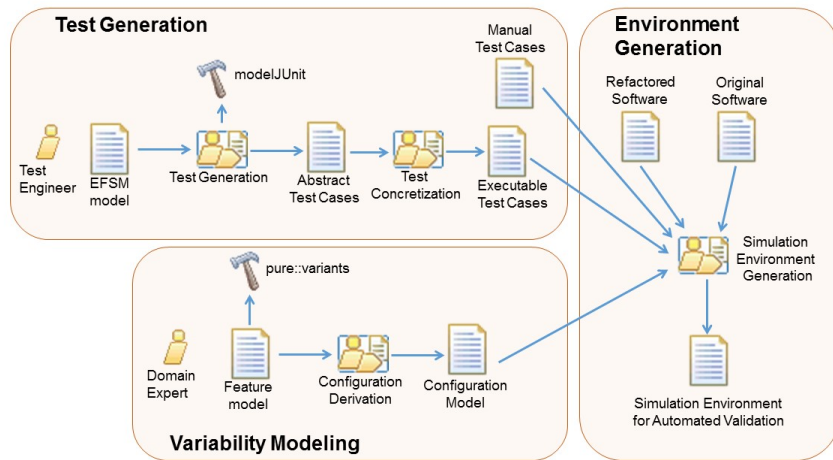 Test Generation
modelJUnit
Test
Engineer
EFSM
model
Test Generation
Abstract
Test Cases
Test
Concretization
Manual
Test Cases
Executable
Test Cases
Environment
Generation
Refactored
Software
Original
Software
Simulation
Environment
Generation
Simulation Environment
for Automated Validation
pure::variants
Domain
Expert
Feature
model
Configuration
Derivation
Configuration
Model
Variability Modeling